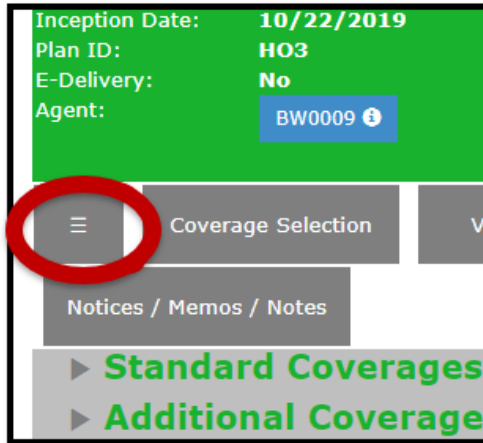 Inception Date: 10/22/2019
Plan ID: HO3
E-Delivery: No
Agent: BW0009
Coverage Selection V
Notices / Memos / Notes
Standard Coverages
Additional Coverage